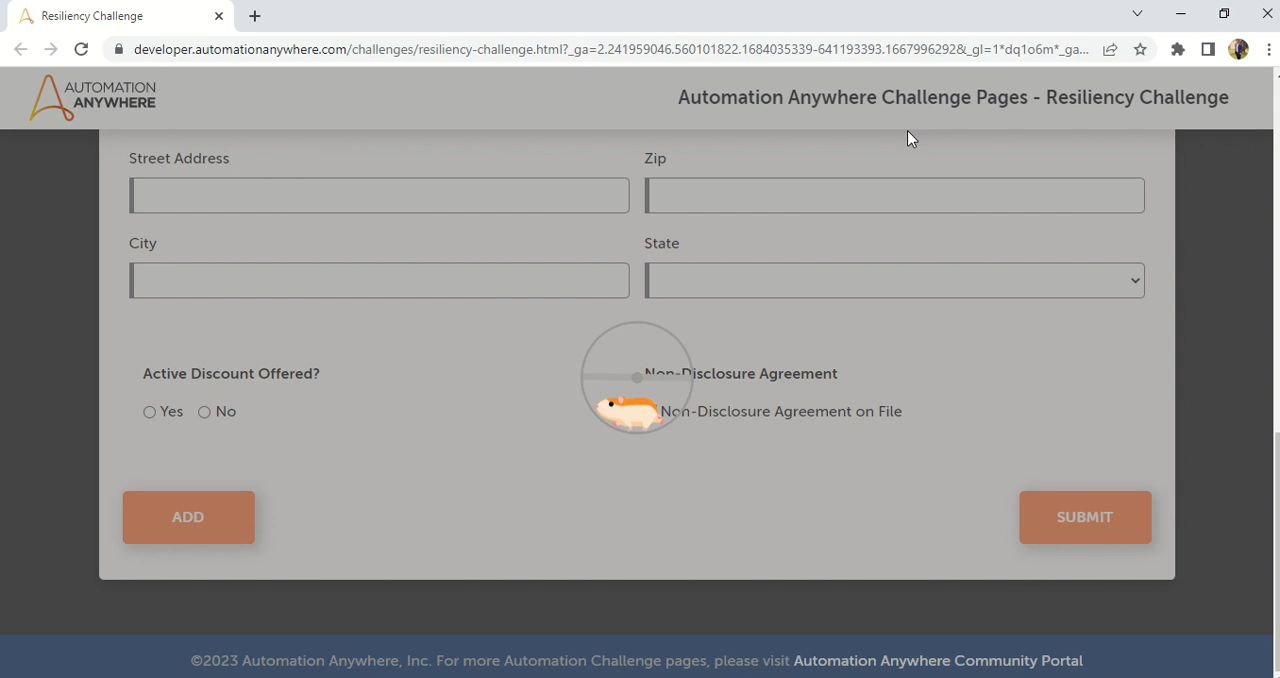 Resiliency Challenge
developer.automationanywhere.com/challenges/resiliency-challenge.html?_ga=2.241959046.560101822.1684035339-641193393.1667996292&_gl=1*dq1o6m*_ga...
AUTOMATION
ANYWHERE
Automation Anywhere Challenge Pages - Resiliency Challenge
Street Address
Zip
City
State
Active Discount Offered?
Non-Disclosure Agreement
Yes
No
Non-Disclosure Agreement on File
ADD
SUBMIT
©2023 Automation Anywhere, Inc. For more Automation Challenge pages, please visit Automation Anywhere Community Portal